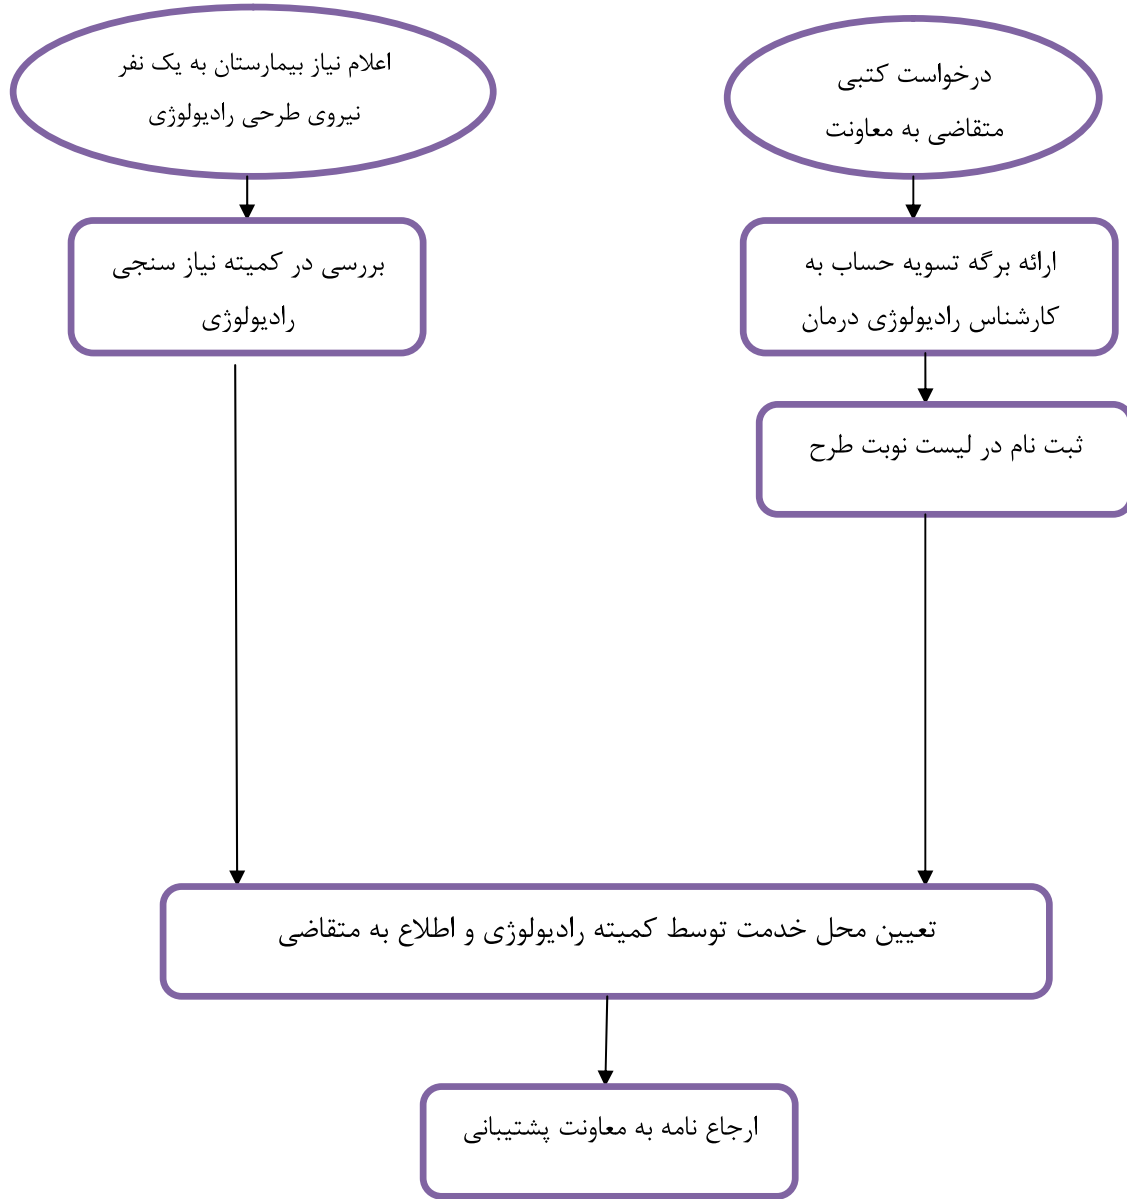 درخواست کتبی
متقاضی به معاونت
ارائه برگه تسویه حساب به
کارشناس رادیولوژی درمان
ثبت نام در لیست نوبت طرح
اعلام نیاز بیمارستان به یک نفر
نیروی طرحی رادیولوژی
بررسی در کمیته نیاز سنجی
رادیولوژی
تعیین محل خدمت توسط کمیته رادیولوژی و اطلاع به متقاضی
ارجاع نامه به معاونت پشتیبانی